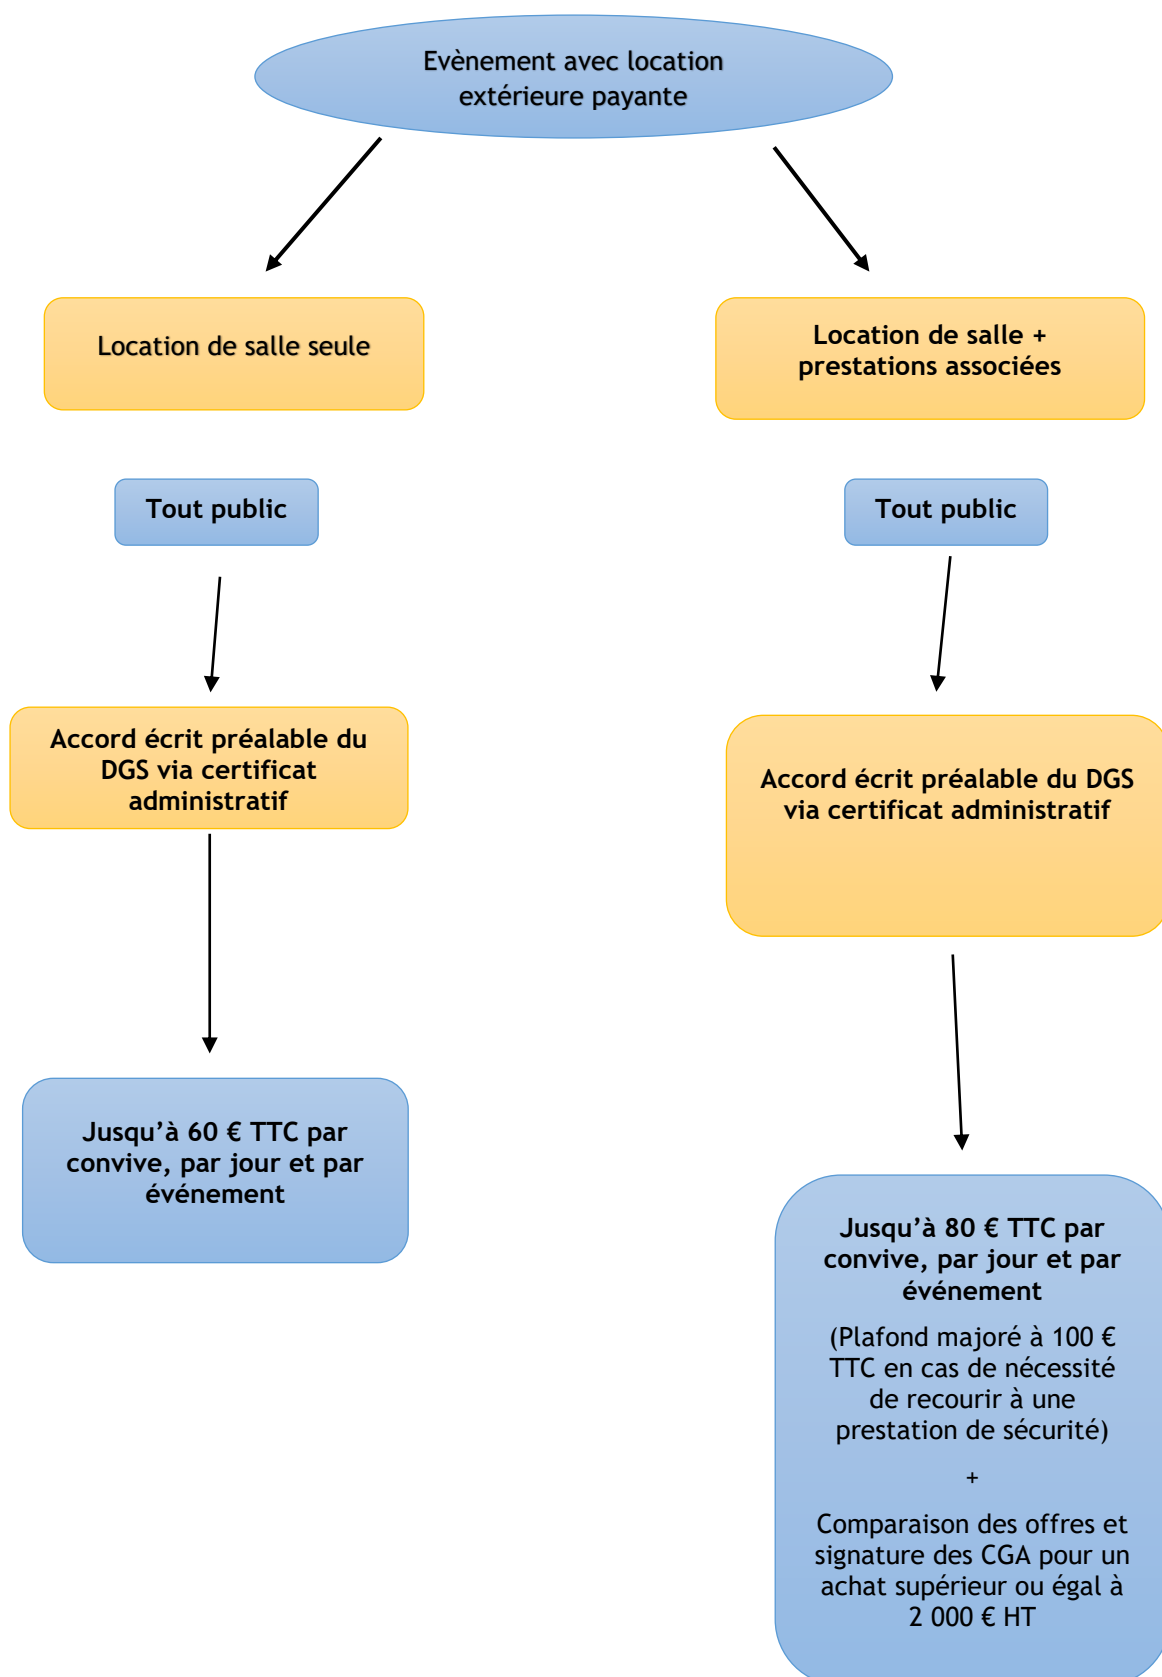 Evènement avec location
extérieure payante
Location de salle seule
Location de salle +
prestations associées
Tout public
Tout public
Accord écrit préalable du
DGS via certificat
administratif
Accord écrit préalable du DGS
via certificat administratif
Jusqu’à 60 € TTC par
convive, par jour et par
événement
Jusqu’à 80 € TTC par
convive, par jour et par
événement
(Plafond majoré à 100 €
TTC en cas de nécessité
de recourir à une
prestation de sécurité)
+
Comparaison des offres et
signature des CGA pour un
achat supérieur ou égal à
2 000 € HT